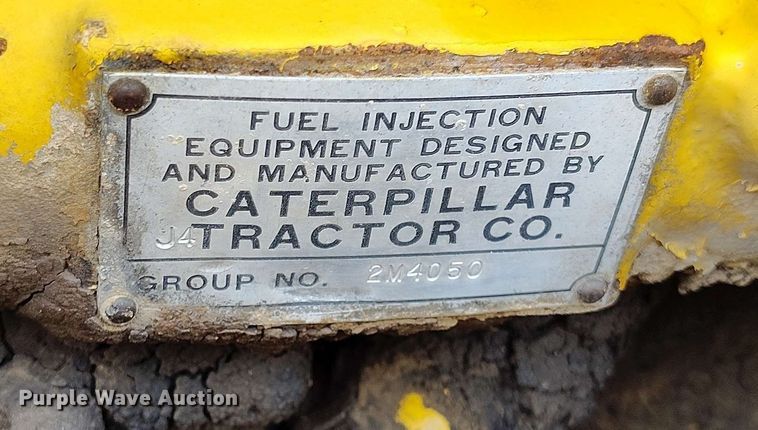 FUEL INJECTION
EQUIPMENT DESIGNED
AND MANUFACTURED BY
CATERPILLAR
J4 TRACTOR CO.
GROUP NO. 2M4050
Purple Wave Auction